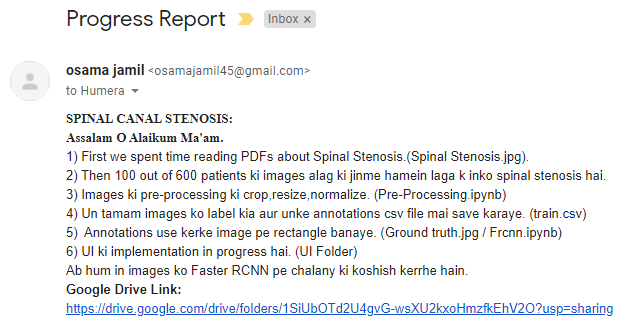 Progress Report Inbox ×
osama jamil <osamajamil45@gmail.com>
to Humera
SPINAL CANAL STENOSIS:
Assalam O Alaikum Ma'am.
1) First we spent time reading PDFs about Spinal Stenosis.(Spinal Stenosis.jpg).
2) Then 100 out of 600 patients ki images alag ki jinme hamein laga k inko spinal stenosis hai.
3) Images ki pre-processing ki crop,resize,normalize. (Pre-Processing.ipynb)
4) Un tamam images ko label kia aur unke annotations csv file mai save karaye. (train.csv)
5)  Annotations use kerke image pe rectangle banaye. (Ground truth.jpg / Frcnn.ipynb)
6) UI ki implementation in progress hai. (UI Folder)
Ab hum in images ko Faster RCNN pe chalany ki koshish kerrhe hain.
Google Drive Link:
https://drive.google.com/drive/folders/1SiUbOTd2U4gvG-wsXU2kxoHmzfkEhV2O?usp=sharing